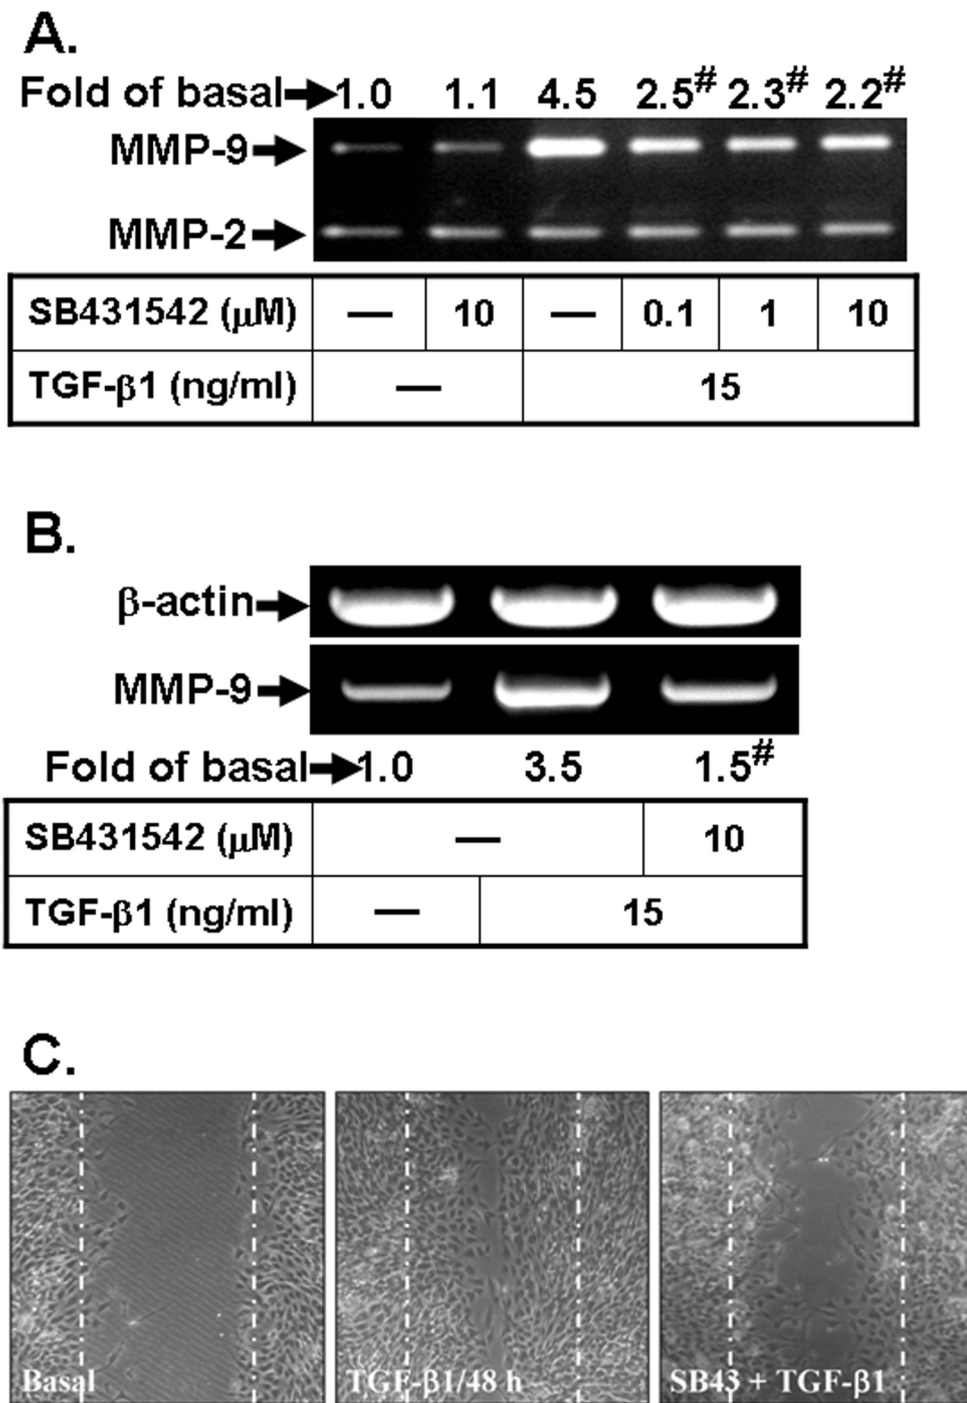 A.
Fold of basal 1.0 1.1 4.5 2.5# 2.3# 2.2#
MMP-9
MMP-2
SB431542 (μM) — 10 — 0.1 1 10
TGF-β1 (ng/ml) — 15
B.
β-actin
MMP-9
Fold of basal 1.0 3.5 1.5#
SB431542 (μM) — 10
TGF-β1 (ng/ml) — 15
C.
Basal TGF-β1/48 h SB43 + TGF-β1